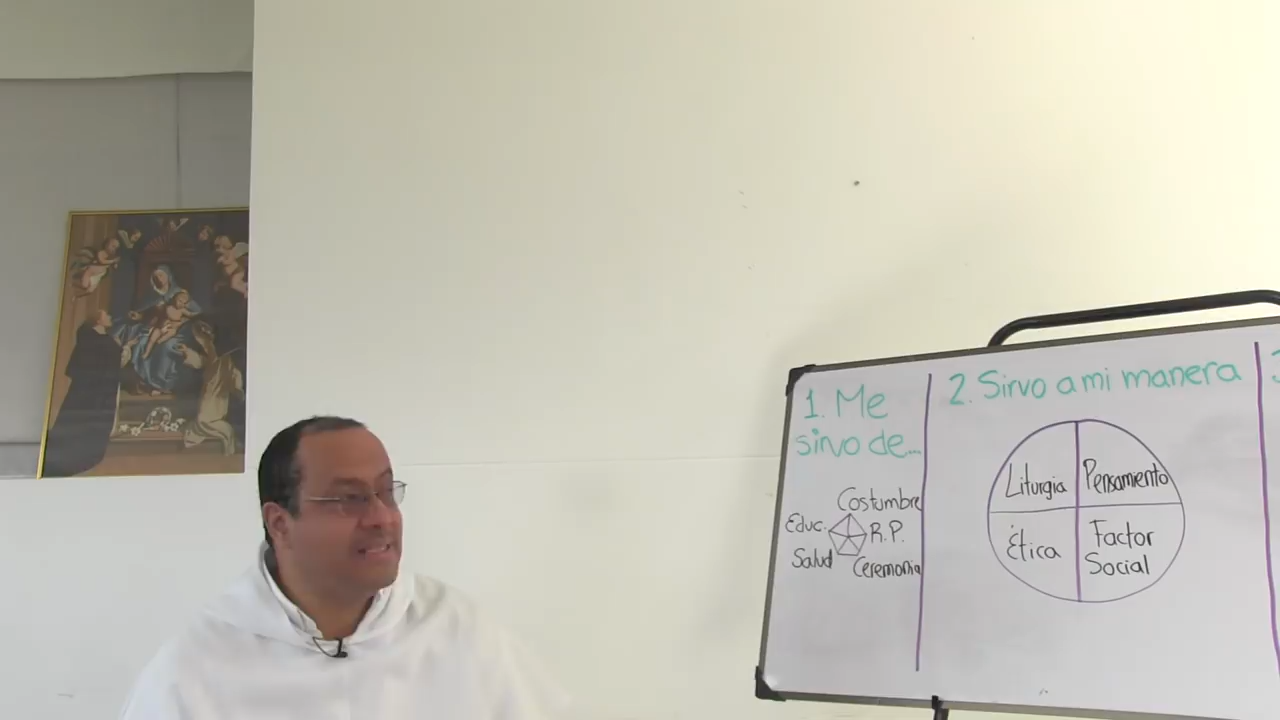 1. Me
sirvo de...
Costumbre
Educ.
R.P.
Salud
Ceremonia
2. Sirvo a mi manera
Liturgia
Pensamiento
Ética
Factor
Social